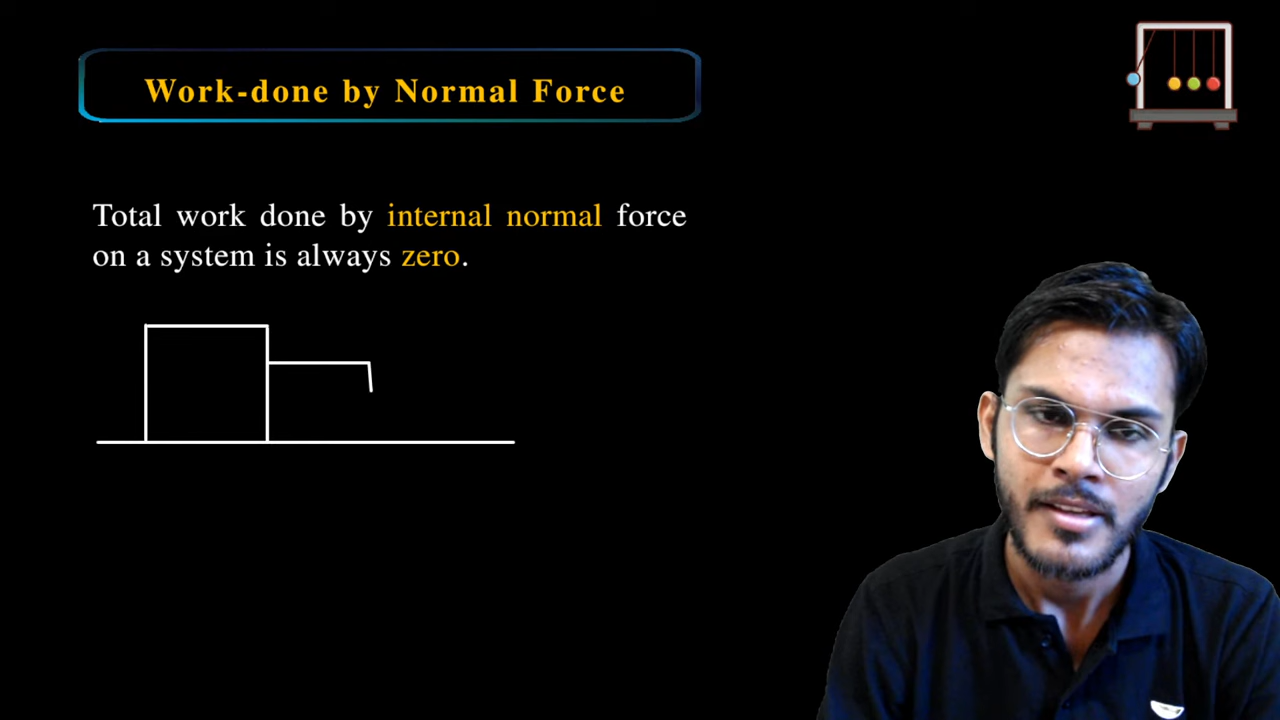 Work-done by Normal Force
Total work done by internal normal force
on a system is always zero.